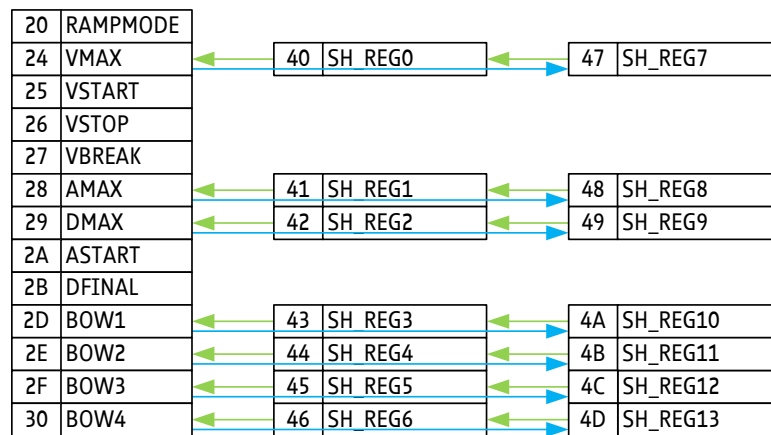 20 RAMPMODE
24 VMAX 40 SH_REG0 47 SH_REG7
25 VSTART
26 VSTOP
27 VBREAK
28 AMAX 41 SH_REG1 48 SH_REG8
29 DMAX 42 SH_REG2 49 SH_REG9
2A ASTART
2B DFINAL
2D BOW1 43 SH_REG3 4A SH_REG10
2E BOW2 44 SH_REG4 4B SH_REG11
2F BOW3 45 SH_REG5 4C SH_REG12
30 BOW4 46 SH_REG6 4D SH_REG13